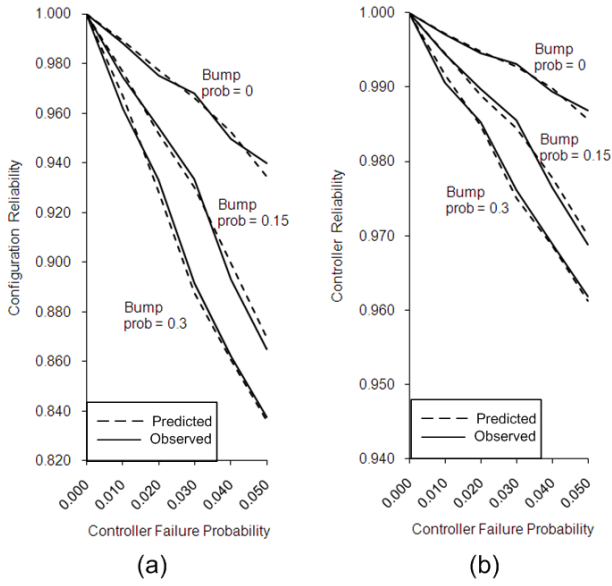 1.000
0.980
0.960
0.940
0.920
0.900
0.880
0.860
0.840
0.820
Configuration Reliability
Bump
prob = 0
Bump
prob = 0.15
Bump
prob = 0.3
Predicted
Observed
0.000
0.010
0.020
0.030
0.040
0.050
Controller Failure Probability
(a)
1.000
0.990
0.980
0.970
0.960
0.950
0.940
Controller Reliability
Bump
prob = 0
Bump
prob = 0.15
Bump
prob = 0.3
Predicted
Observed
0.000
0.010
0.020
0.030
0.040
0.050
Controller Failure Probability
(b)